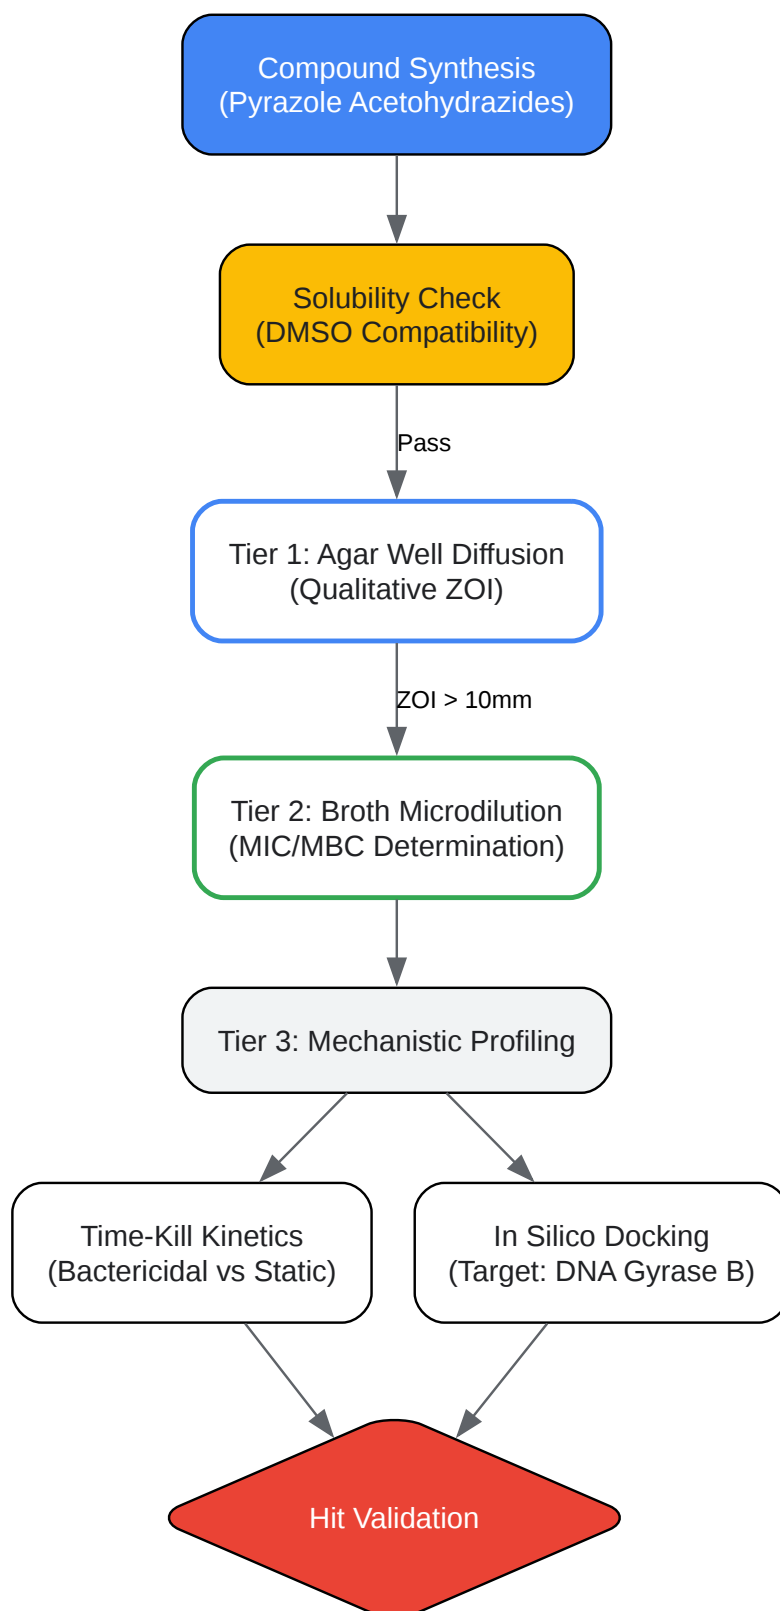 Compound Synthesis
(Pyrazole Acetohydrazides)
Solubility Check
(DMSO Compatibility)
Pass
Tier 1: Agar Well Diffusion
(Qualitative ZOI)
ZOI > 10mm
Tier 2: Broth Microdilution
(MIC/MBC Determination)
Tier 3: Mechanistic Profiling
Time-Kill Kinetics
(Bactericidal vs Static)
In Silico Docking
(Target: DNA Gyrase B)
Hit Validation